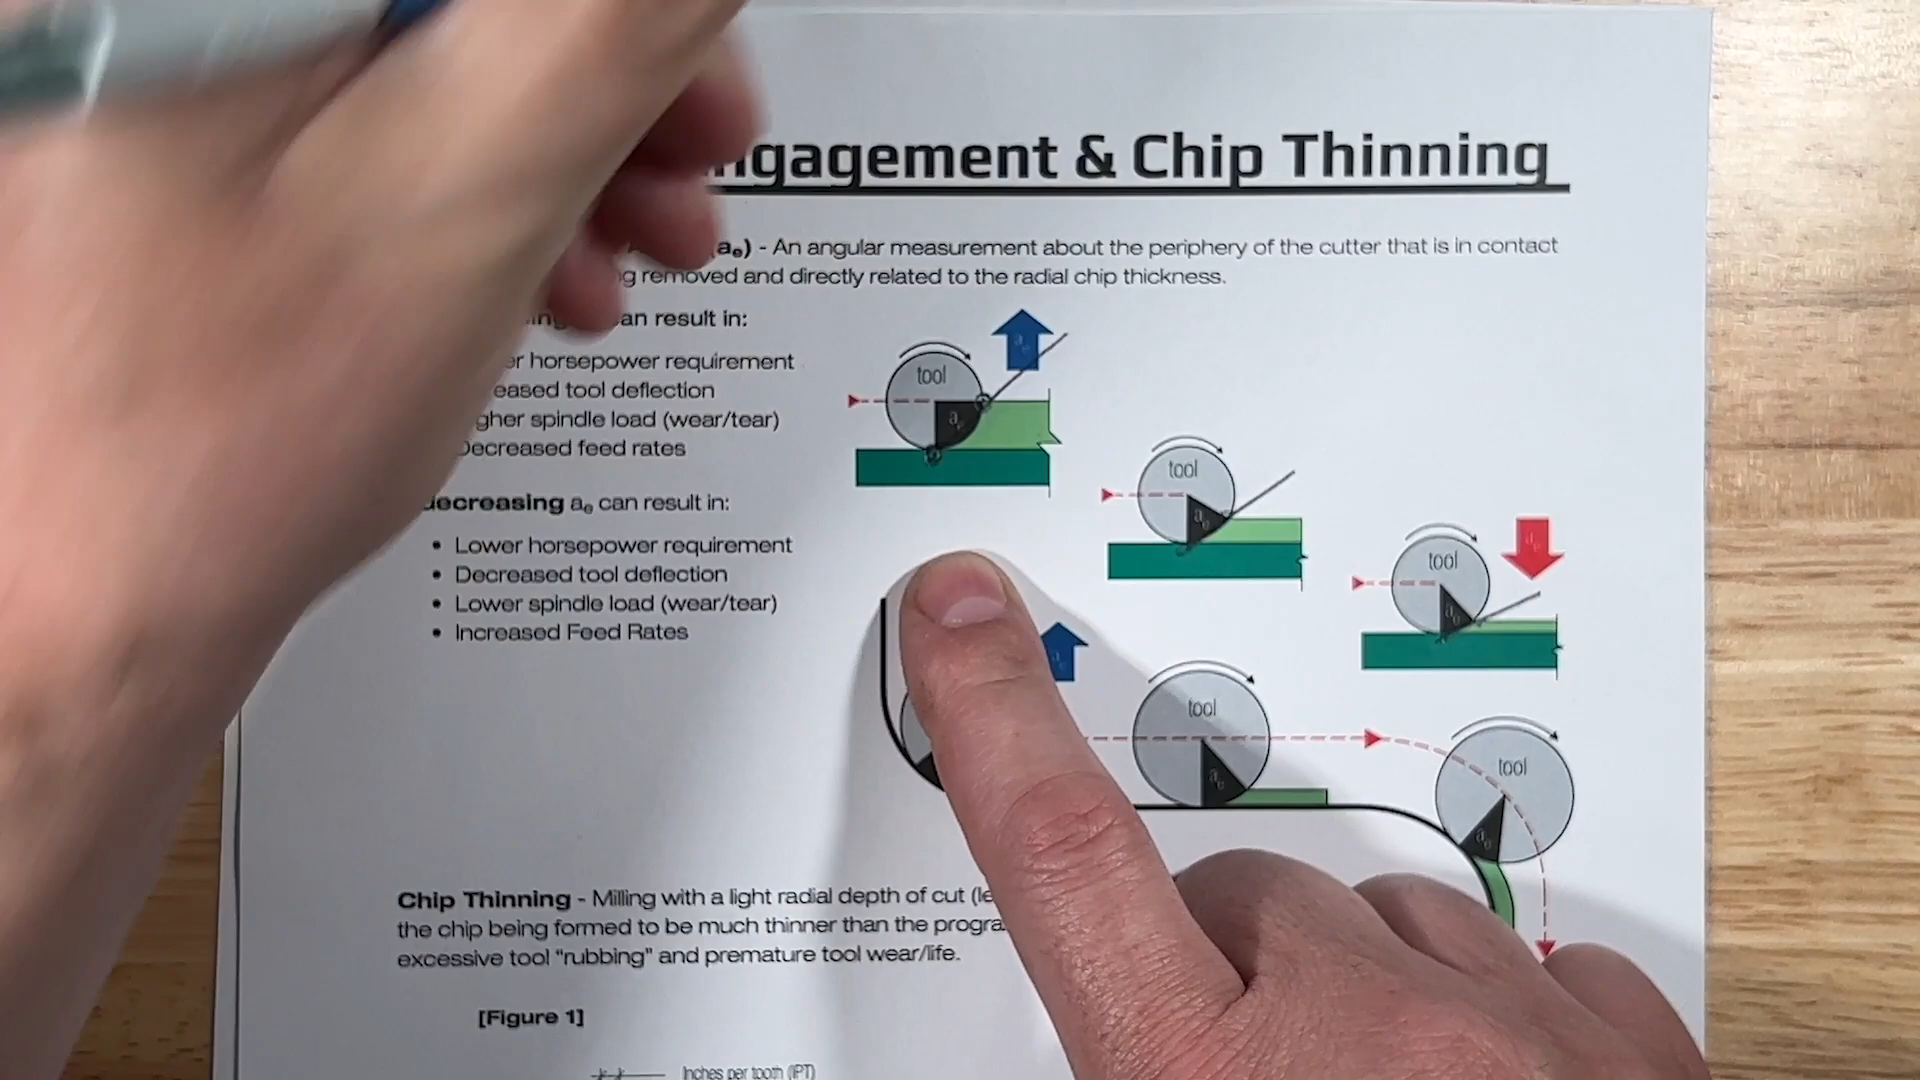 ngagement & Chip Thinning
(aₑ) - An angular measurement about the periphery of the cutter that is in contact
removed and directly related to the radial chip thickness.
result in:
horsepower requirement
tool deflection
spindle load (wear/tear)
Decreased feed rates
decreasing aₑ can result in:
• Lower horsepower requirement
• Decreased tool deflection
• Lower spindle load (wear/tear)
• Increased Feed Rates
tool
aₑ
aₑ
tool
aₑ
tool
aₑ
aₑ
aₑ
tool
aₑ
tool
aₑ
Chip Thinning - Milling with a light radial depth of cut
the chip being formed to be much thinner than the
excessive tool "rubbing" and premature tool wear/life.
[Figure 1]
Inches per tooth (IPT)